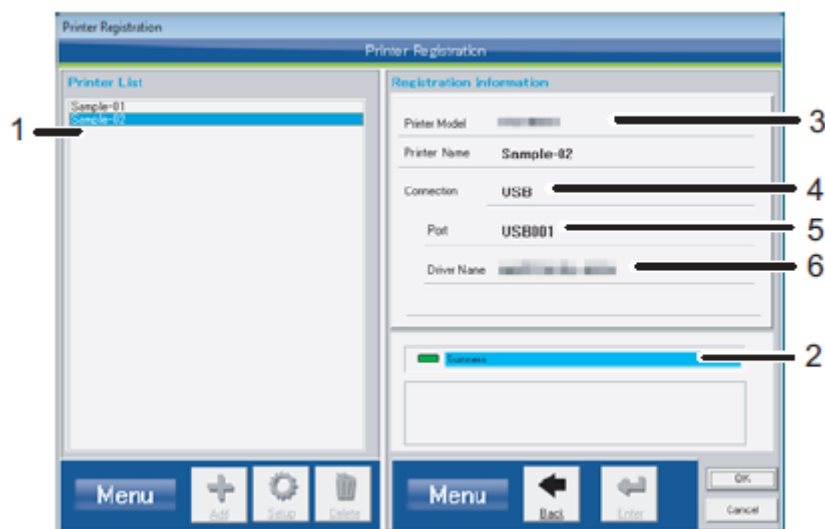 Printer Registration
Printer Registration
Printer List
Sample-01
Sample-02
1
Registration Information
Printer Model
3
Printer Name Sample-02
Connection USB
4
Port USB001
5
Driver Name
6
Success
2
Menu
Add
Setup
Delete
Menu
Back
Enter
OK
Cancel